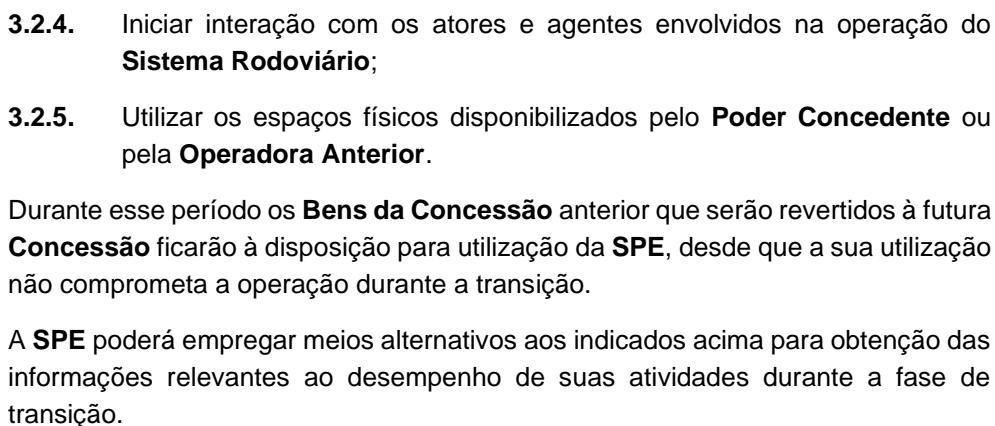 3.2.4. Iniciar interação com os atores e agentes envolvidos na operação do
Sistema Rodoviário;
3.2.5. Utilizar os espaços físicos disponibilizados pelo Poder Concedente ou
pela Operadora Anterior.
Durante esse período os Bens da Concessão anterior que serão revertidos à futura
Concessão ficarão à disposição para utilização da SPE, desde que a sua utilização
não comprometa a operação durante a transição.
A SPE poderá empregar meios alternativos aos indicados acima para obtenção das
informações relevantes ao desempenho de suas atividades durante a fase de
transição.